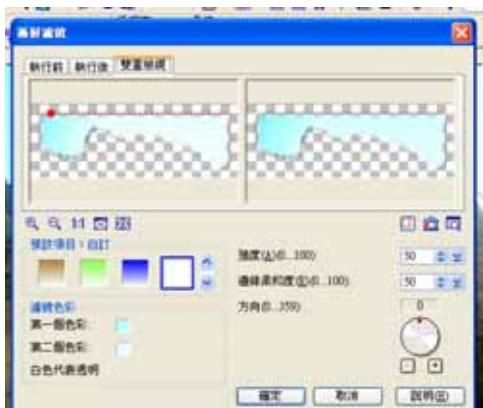 漸射濾鏡
執行前 執行後 雙重檢視
1:1
預設項目：自訂
強度(A)(0...100) 50
邊緣柔和度(E)(0...100) 50
方向(0...359) 0
濾鏡色彩
第一個色彩:
第二個色彩:
白色代表透明
確定 取消 說明(H)